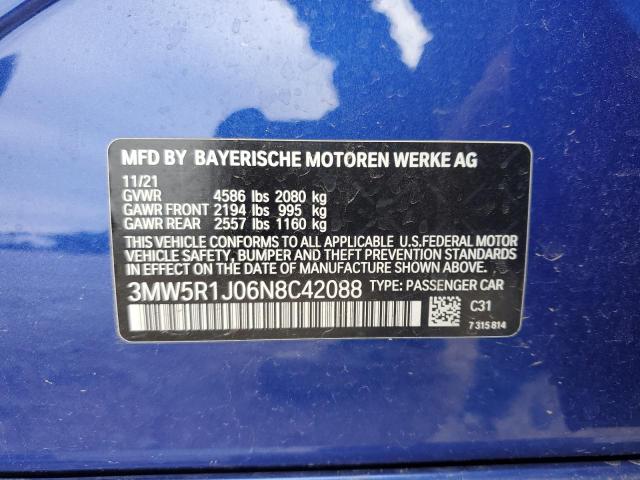 MFD BY BAYERISCHE MOTOREN WERKE AG
11/21
GVWR 4586 lbs 2080 kg
GAWR FRONT 2194 lbs 995 kg
GAWR REAR 2557 lbs 1160 kg
THIS VEHICLE CONFORMS TO ALL APPLICABLE U.S.FEDERAL MOTOR
VEHICLE SAFETY, BUMPER AND THEFT PREVENTION STANDARDS IN
EFFECT ON THE DATE OF MANUFACTURE SHOWN ABOVE.
3MW5R1J06N8C42088 TYPE: PASSENGER CAR
C31
7 315 814